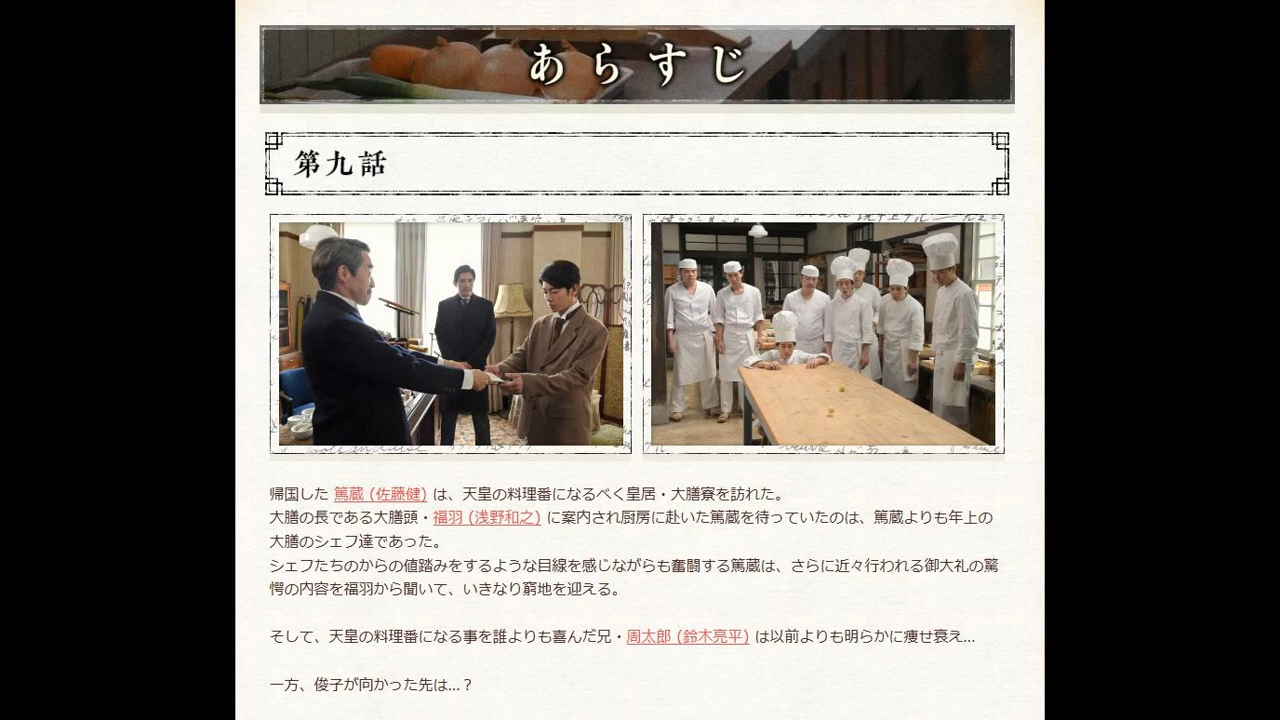 あらすじ
第九話
帰国した 篤蔵 (佐藤健) は、天皇の料理番になるべく皇居・大膳寮を訪れた。
大膳の長である大膳頭・福羽 (浅野和之) に案内され厨房に赴いた篤蔵を待っていたのは、篤蔵よりも年上の
大膳のシェフ達であった。
シェフたちのからの値踏みをするような目線を感じながらも奮闘する篤蔵は、さらに近々行われる御大礼の驚
愕の内容を福羽から聞いて、いきなり窮地を迎える。
そして、天皇の料理番になる事を誰よりも喜んだ兄・周太郎 (鈴木亮平) は以前よりも明らかに痩せ衰え...
一方、俊子が向かった先は...？